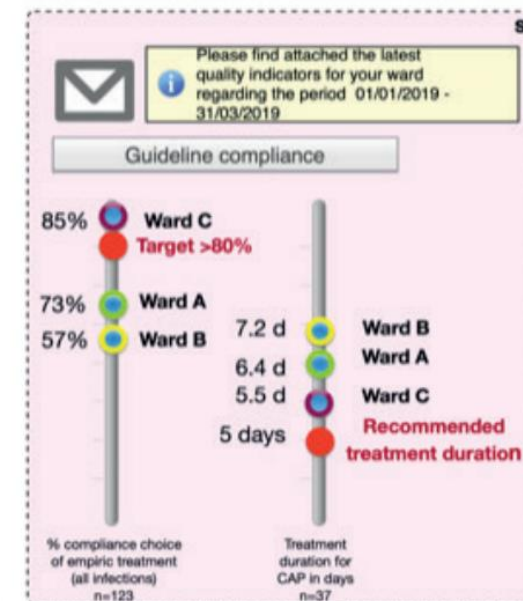 s
Please find attached the latest
quality indicators for your ward
regarding the period 01/01/2019 -
31/03/2019
i
Guideline compliance
85% Ward C
Target >80%
73% Ward A
57% Ward B
% compliance choice
of empiric treatment
(all infections)
n=123
7.2 d Ward B
6.4 d Ward A
5.5 d Ward C
5 days Recommended
treatment duration
Treatment
duration for
CAP in days
n=37